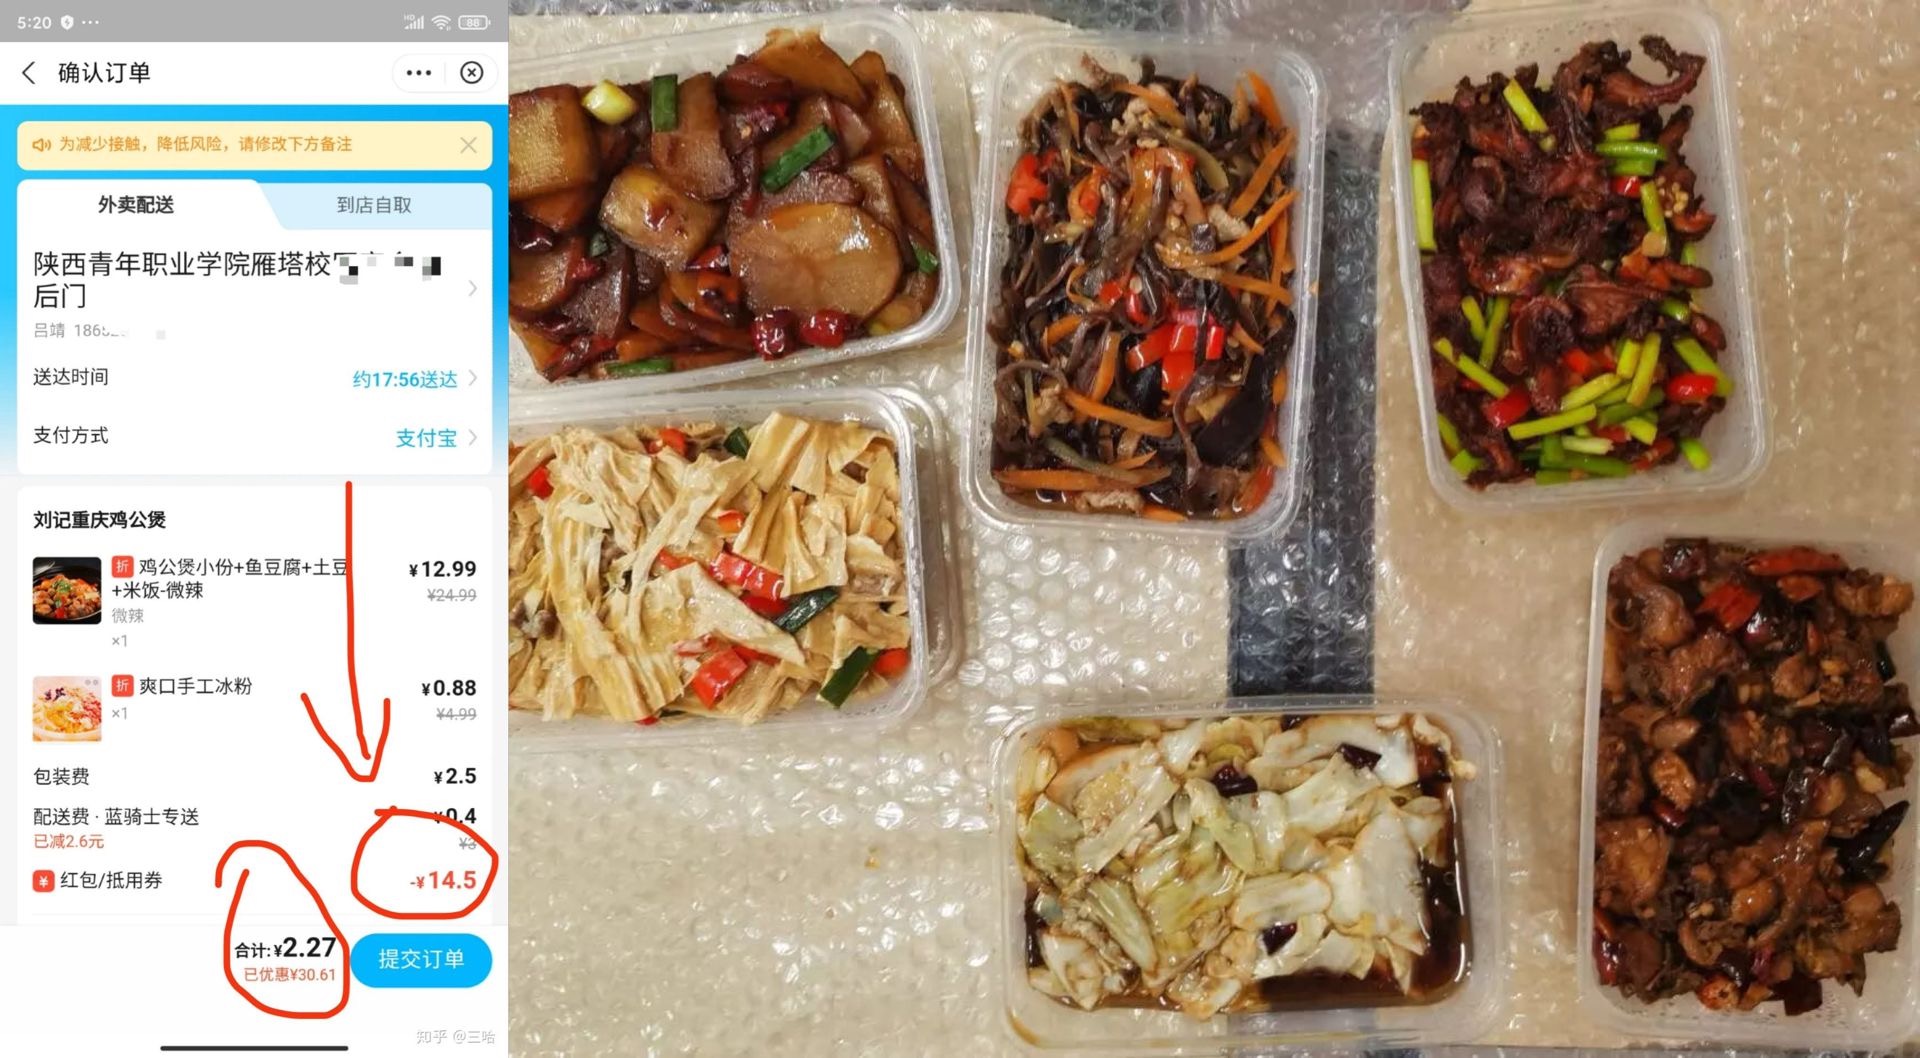 5:20
88
确认订单
为减少接触，降低风险，请修改下方备注
外卖配送
到店自取
陕西青年职业学院雁塔校
后门
吕靖 186
送达时间
约17:56送达
支付方式
支付宝
刘记重庆鸡公煲
折 鸡公煲小份+鱼豆腐+土豆
+米饭-微辣
¥12.99
¥24.99
微辣
×1
折 爽口手工冰粉
¥0.88
×1
¥4.99
包装费
¥2.5
配送费·蓝骑士专送
¥0.4
已减2.6元
¥3
¥ 红包/抵用券
-¥14.5
合计:¥2.27
已优惠¥30.61
提交订单
知乎 @三哈